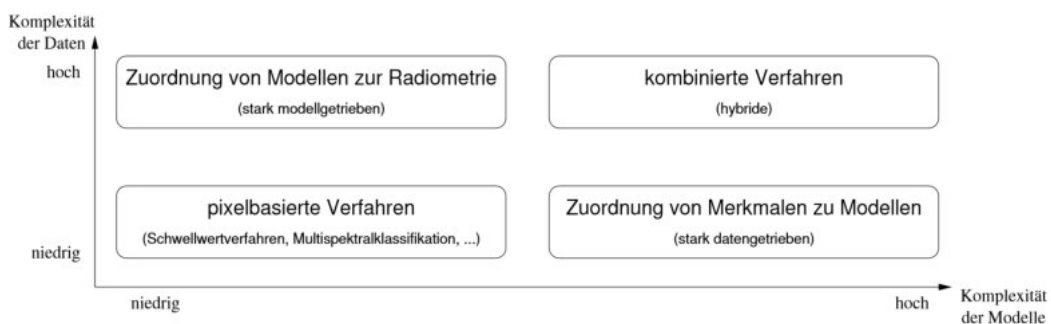 Komplexität
der Daten
hoch
Zuordnung von Modellen zur Radiometrie
(stark modellgetrieben)
kombinierte Verfahren
(hybride)
pixelbasierte Verfahren
(Schwellwertverfahren, Multispektralklassifikation, ...)
Zuordnung von Merkmalen zu Modellen
(stark datengetrieben)
niedrig
niedrig
hoch
Komplexität
der Modelle